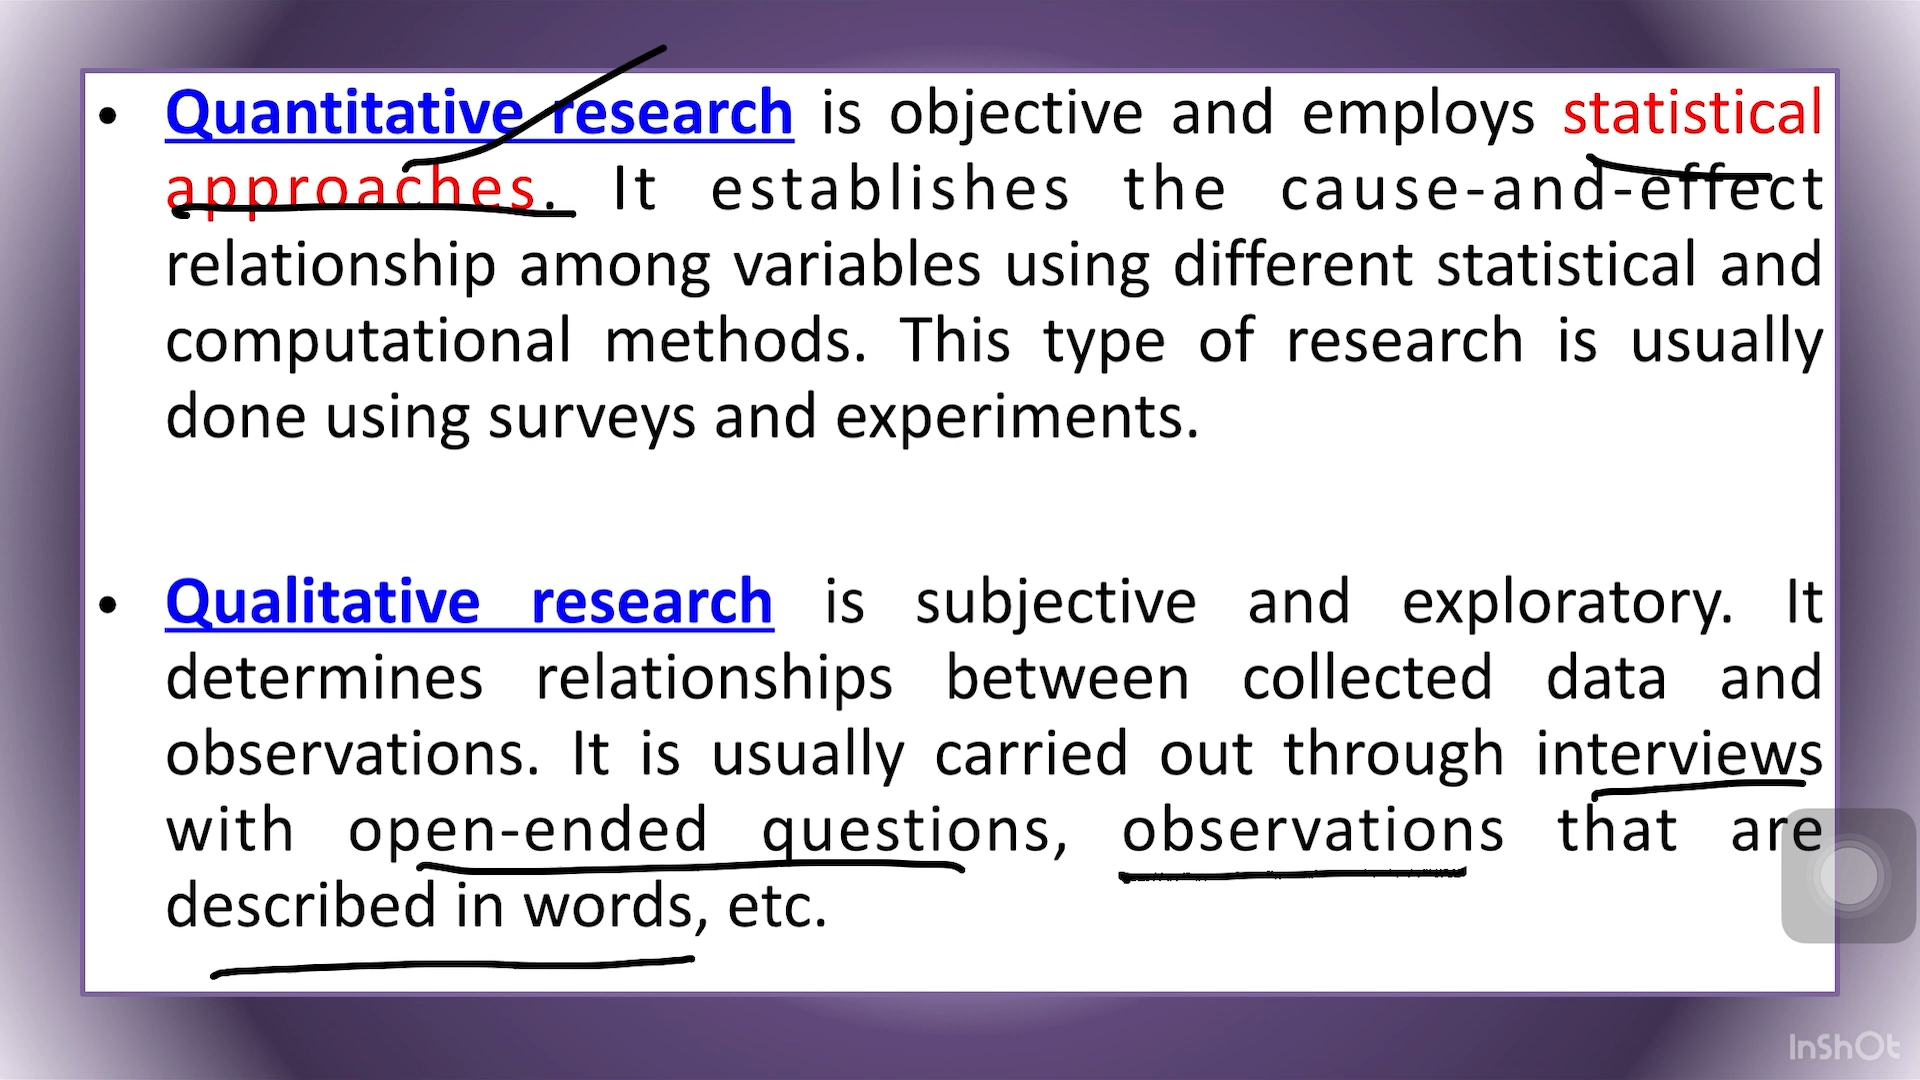 • Quantitative research is objective and employs statistical
approaches. It establishes the cause-and-effect
relationship among variables using different statistical and
computational methods. This type of research is usually
done using surveys and experiments.
• Qualitative research is subjective and exploratory. It
determines relationships between collected data and
observations. It is usually carried out through interviews
with open-ended questions, observations that are
described in words, etc.
InShOt